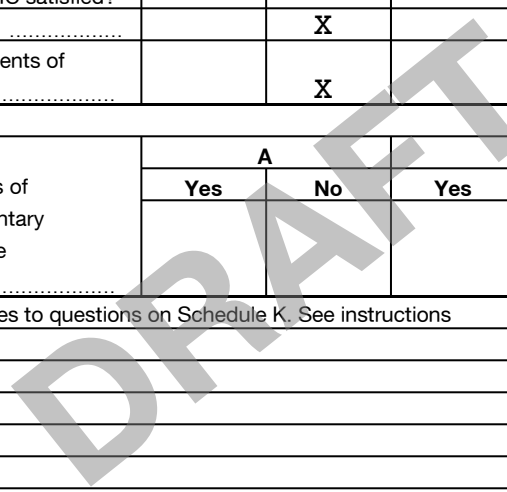 satisfied?
.................... X
ents of
.................... X
A
Yes No Yes
s of
ntary
e
....................
es to questions on Schedule K. See instructions
DRAFT